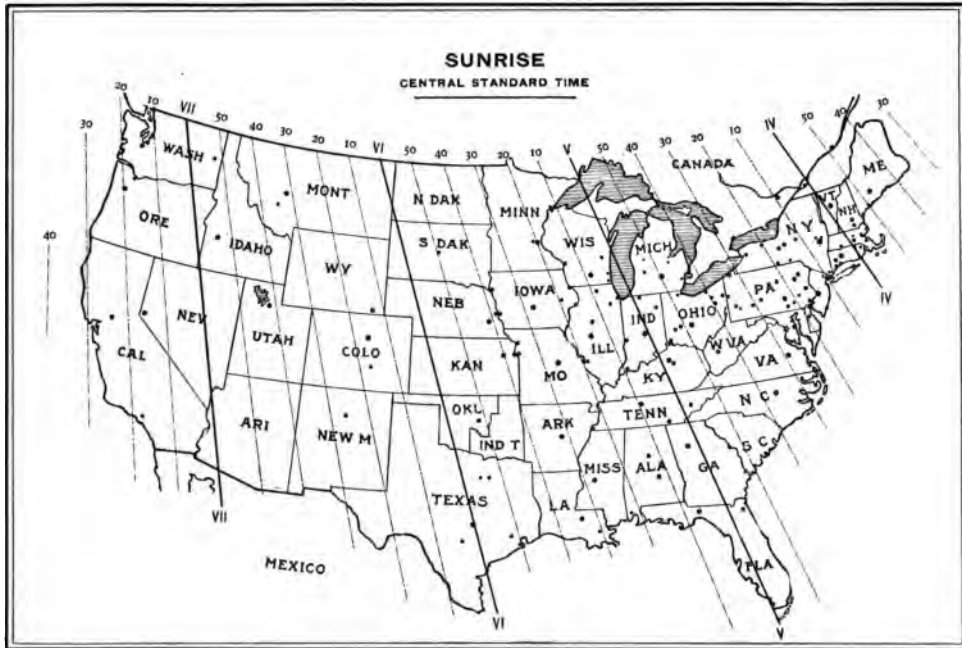 SUNRISE
CENTRAL STANDARD TIME
30 20 10 VII 50 40 30 20 10 VI 50 40 30 20 10 V 50 40 30 20 10 IV 50 40 30
WASH
MONT
N DAK
MINN
CANADA
ME
ORE
IDAHO
S DAK
WIS
MICH
N Y
VT
N H
40
WY
NEB
IOWA
PA
IV
NEV
UTAH
COLO
KAN
ILL
IND
OHIO
W VA
VA
CAL
MO
KY
ARI
NEW M
OKL
IND T
ARK
TENN
N C
S C
TEXAS
LA
MISS
ALA
GA
VII
MEXICO
FLA
VI
V